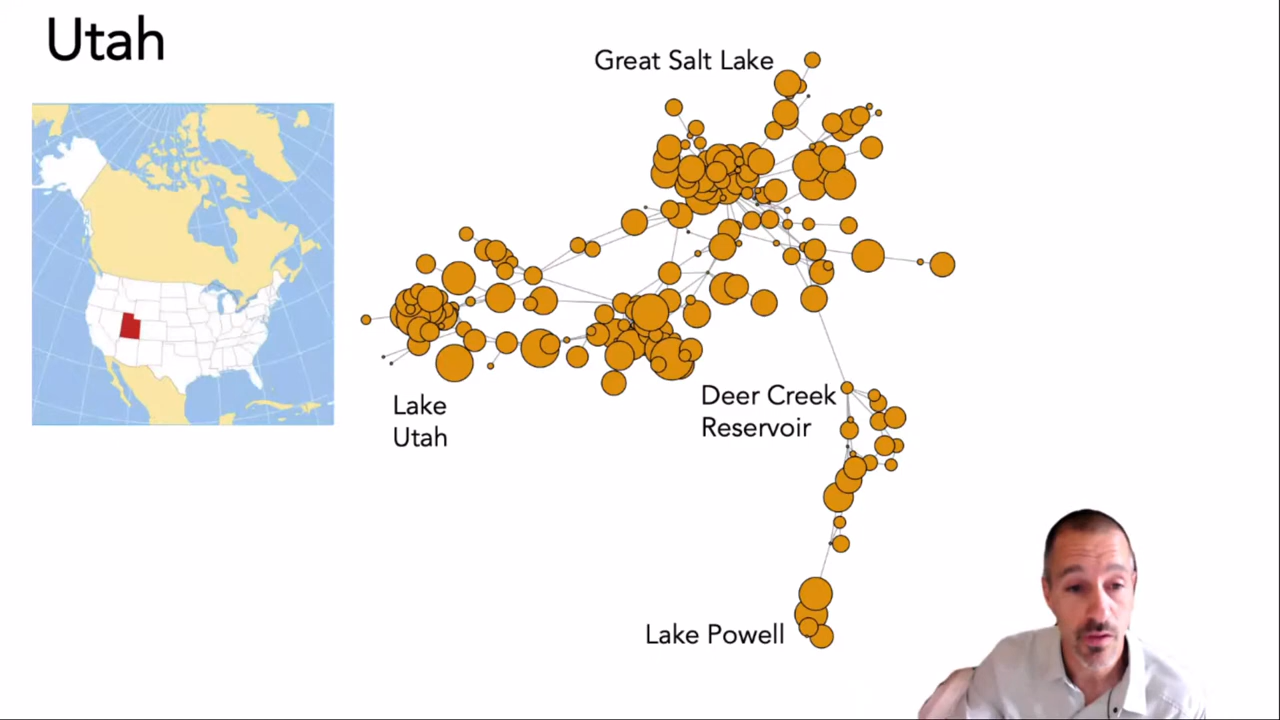 Utah
Great Salt Lake
Lake
Utah
Deer Creek
Reservoir
Lake Powell